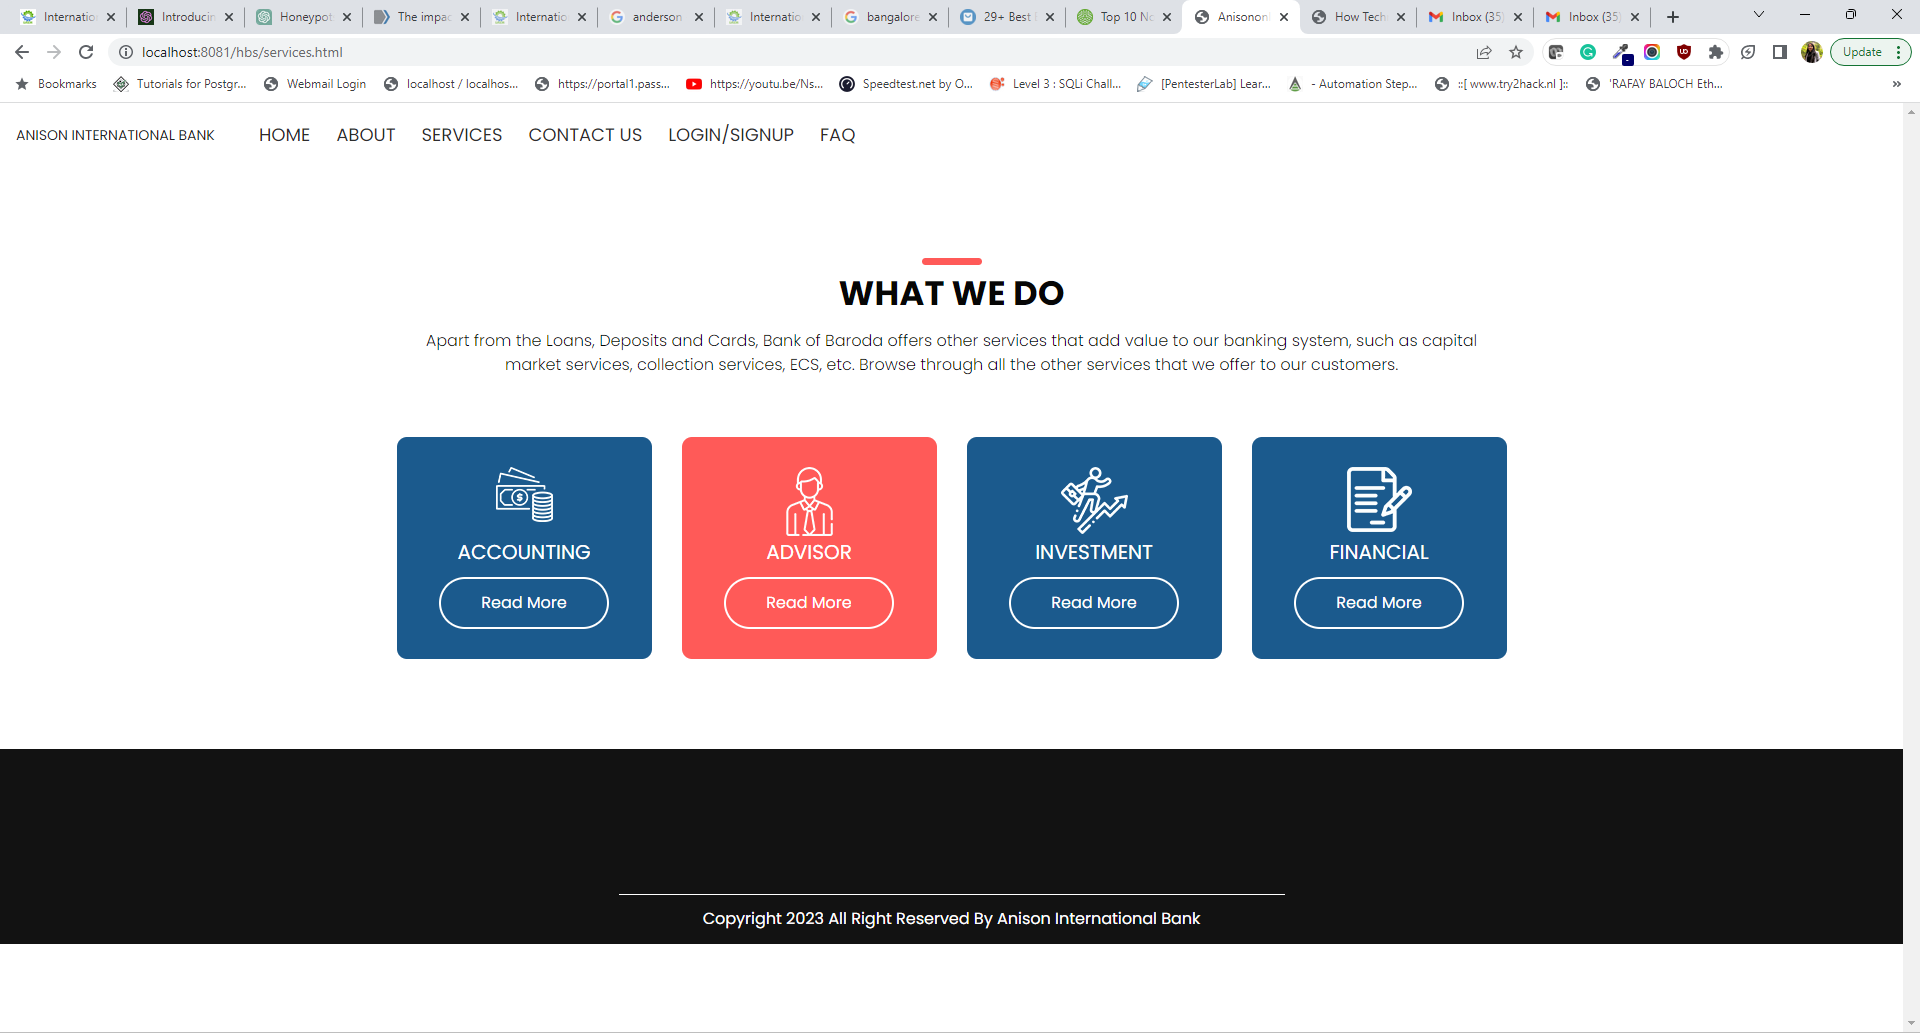 Internatio
Introducin
Honeypot
The impac
Internatio
anderson
Internatio
bangalore
29+ Best
Top 10 No
Anisononl
How Tech
Inbox (35)
Inbox (35)
localhost:8081/hbs/services.html
Update
Bookmarks
Tutorials for Postgr...
Webmail Login
localhost / localhos...
https://portal1.pass...
https://youtu.be/Ns...
Speedtest.net by O...
Level 3 : SQLi Chall...
[PentesterLab] Lear...
- Automation Step...
::[ www.try2hack.nl ]::
'RAFAY BALOCH Eth...
»
ANISON INTERNATIONAL BANK
HOME
ABOUT
SERVICES
CONTACT US
LOGIN/SIGNUP
FAQ
WHAT WE DO
Apart from the Loans, Deposits and Cards, Bank of Baroda offers other services that add value to our banking system, such as capital
market services, collection services, ECS, etc. Browse through all the other services that we offer to our customers.
ACCOUNTING
Read More
ADVISOR
Read More
INVESTMENT
Read More
FINANCIAL
Read More
Copyright 2023 All Right Reserved By Anison International Bank